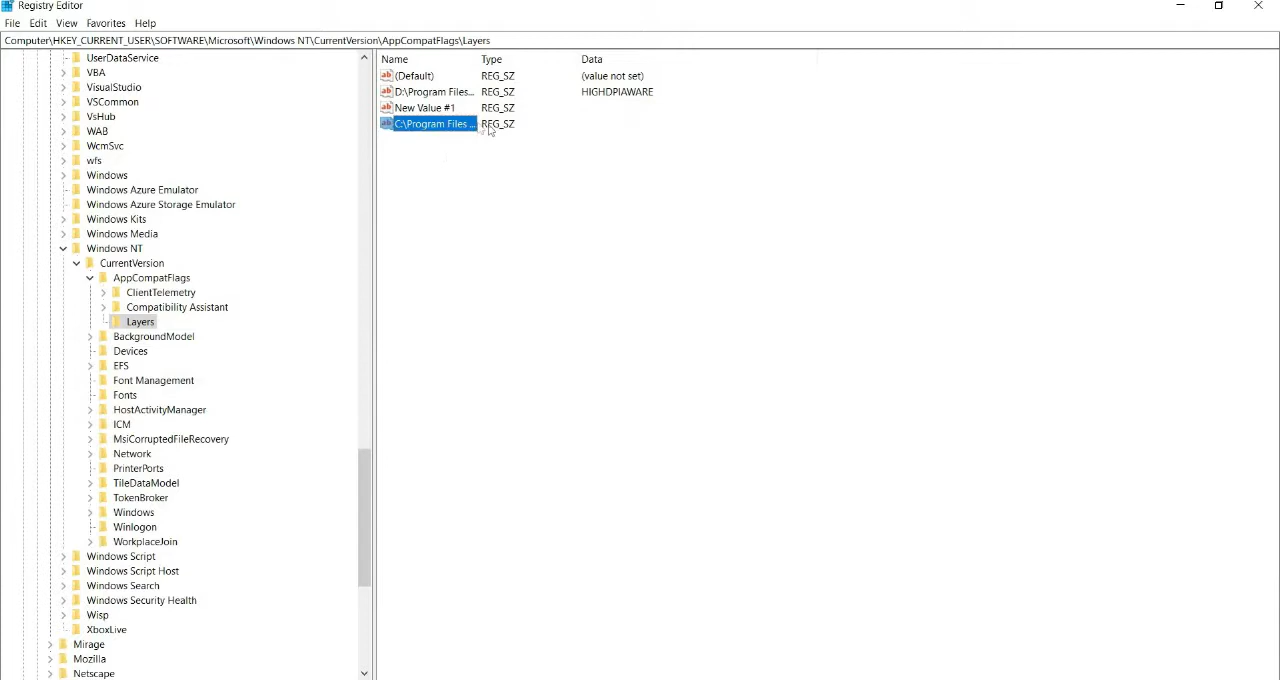 Registry Editor
File Edit View Favorites Help
Computer\HKEY_CURRENT_USER\SOFTWARE\Microsoft\Windows NT\CurrentVersion\AppCompatFlags\Layers
UserDataService
VBA
VisualStudio
VSCommon
VsHub
WAB
WcmSvc
wfs
Windows
Windows Azure Emulator
Windows Azure Storage Emulator
Windows Kits
Windows Media
Windows NT
CurrentVersion
AppCompatFlags
ClientTelemetry
Compatibility Assistant
Layers
BackgroundModel
Devices
EFS
Font Management
Fonts
HostActivityManager
ICM
MsiCorruptedFileRecovery
Network
PrinterPorts
TileDataModel
TokenBroker
Windows
Winlogon
WorkplaceJoin
Windows Script
Windows Script Host
Windows Search
Windows Security Health
Wisp
XboxLive
Mirage
Mozilla
Netscape
Name Type Data
ab (Default) REG_SZ (value not set)
ab D:\Program Files... REG_SZ HIGHDPIAWARE
ab New Value #1 REG_SZ
ab C:\Program Files ... REG_SZ